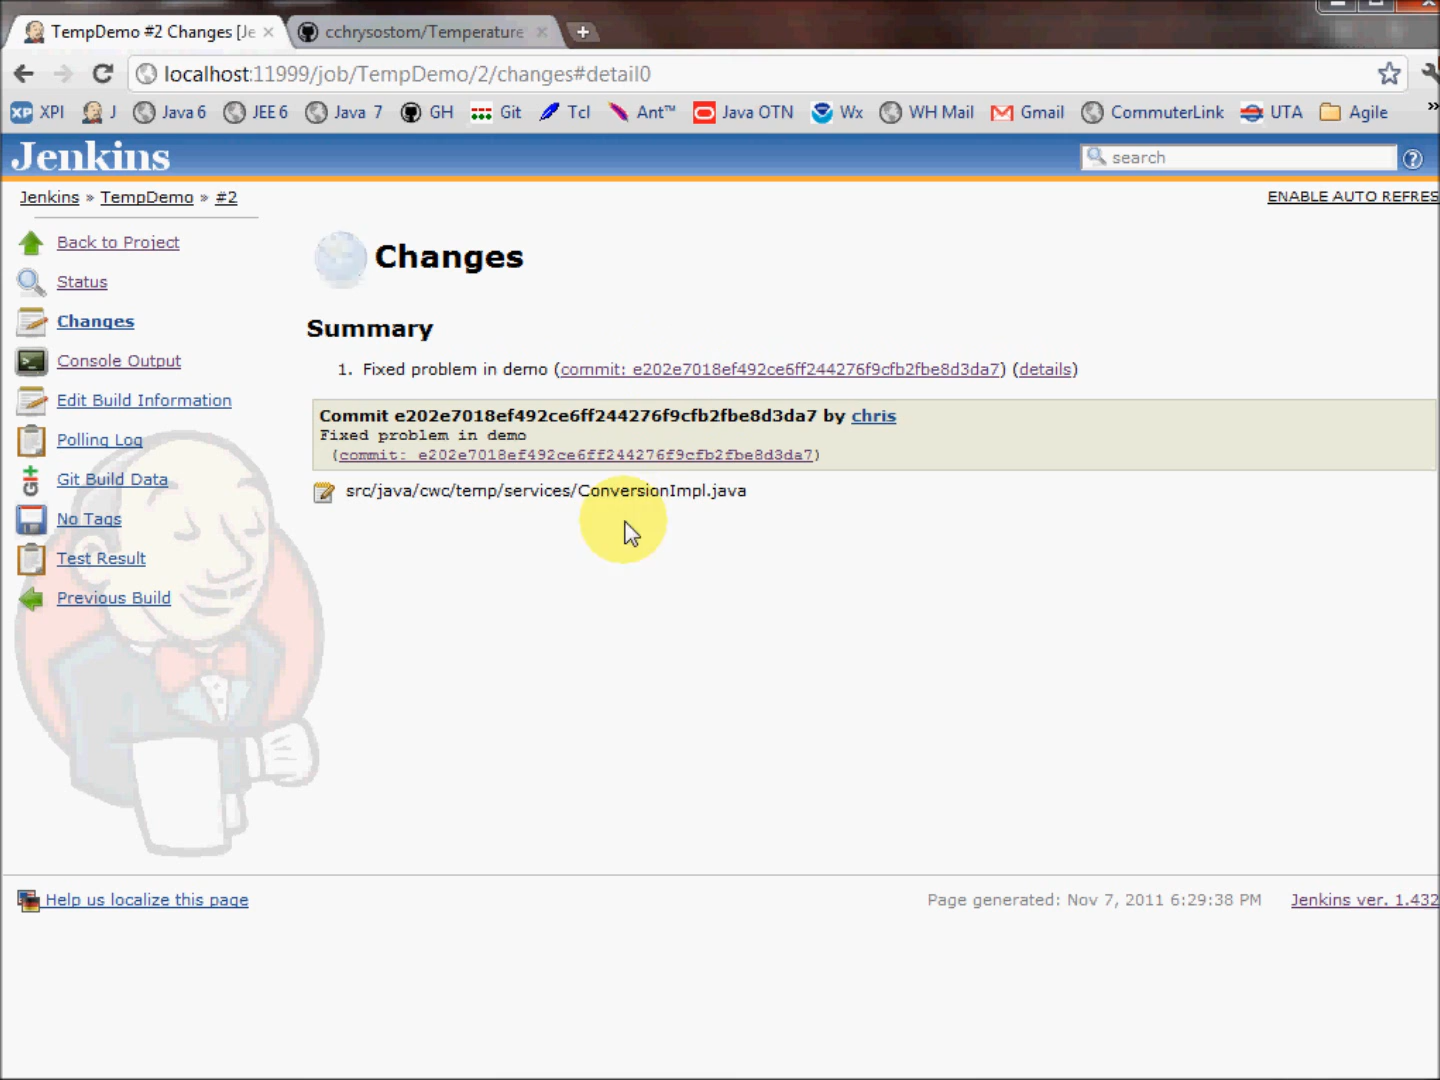 TempDemo #2 Changes [Je
cchrysostom/Temperature
localhost:11999/job/TempDemo/2/changes#detail0
XP XPI J Java 6 JEE 6 Java 7 GH Git Tcl Ant™ Java OTN Wx WH Mail Gmail CommuterLink UTA Agile »
Jenkins
search
Jenkins » TempDemo » #2
ENABLE AUTO REFRES
Back to Project
Status
Changes
Console Output
Edit Build Information
Polling Log
Git Build Data
No Tags
Test Result
Previous Build
Changes
Summary
1. Fixed problem in demo (commit: e202e7018ef492ce6ff244276f9cfb2fbe8d3da7) (details)
Commit e202e7018ef492ce6ff244276f9cfb2fbe8d3da7 by chris
Fixed problem in demo
(commit: e202e7018ef492ce6ff244276f9cfb2fbe8d3da7)
src/java/cwc/temp/services/ConversionImpl.java
Help us localize this page
Page generated: Nov 7, 2011 6:29:38 PM
Jenkins ver. 1.432